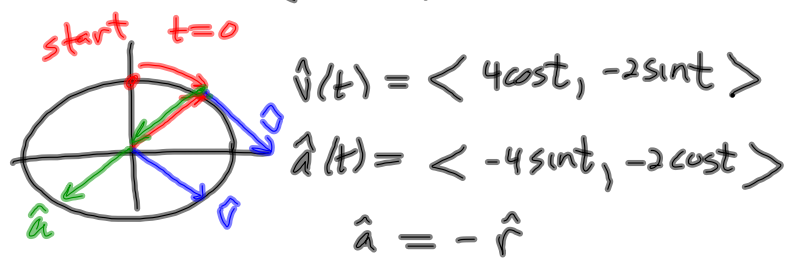 start t=0
v̂(t) = < 4cost, -2sint >
â(t) = < -4sint, -2cost >
â = - r̂
v̂
v̂
â